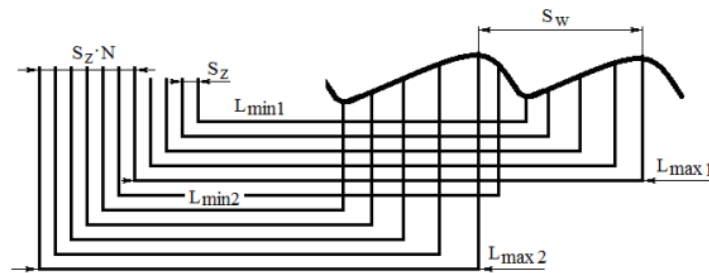 S_W
S_Z·N
S_Z
L_min1
L_max 1
L_min2
L_max 2